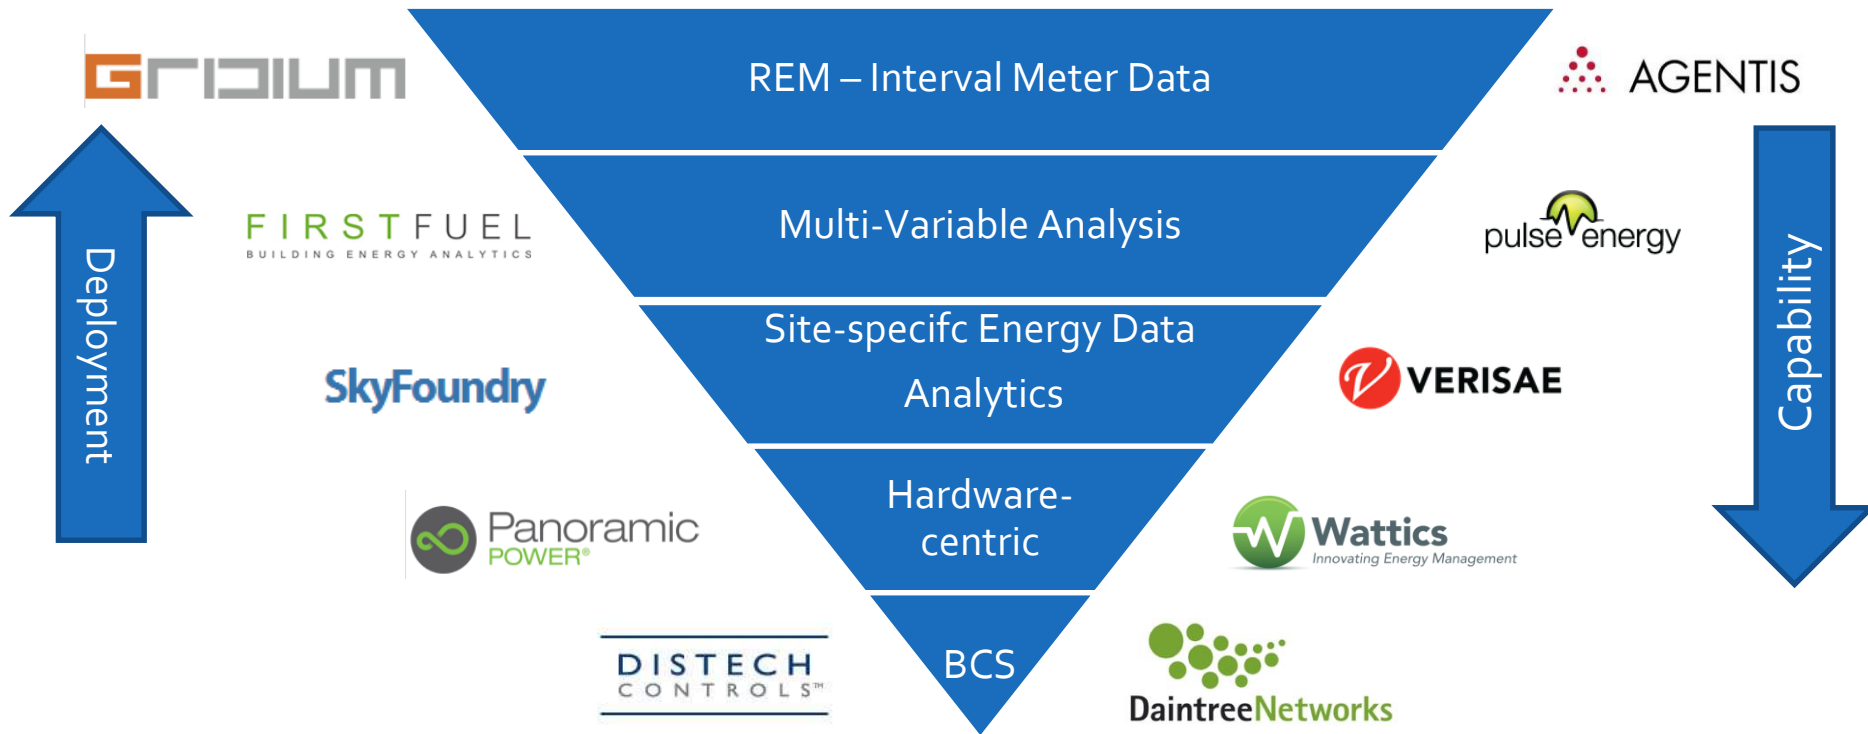 GRIDIUM
REM – Interval Meter Data
AGENTIS
FIRSTFUEL
BUILDING ENERGY ANALYTICS
Multi-Variable Analysis
pulse energy
Deployment
Capability
SkyFoundry
Site-specifc Energy Data
Analytics
VERISAE
Panoramic
POWER®
Hardware-
centric
Wattics
Innovating Energy Management
DISTECH
CONTROLS™
BCS
DaintreeNetworks